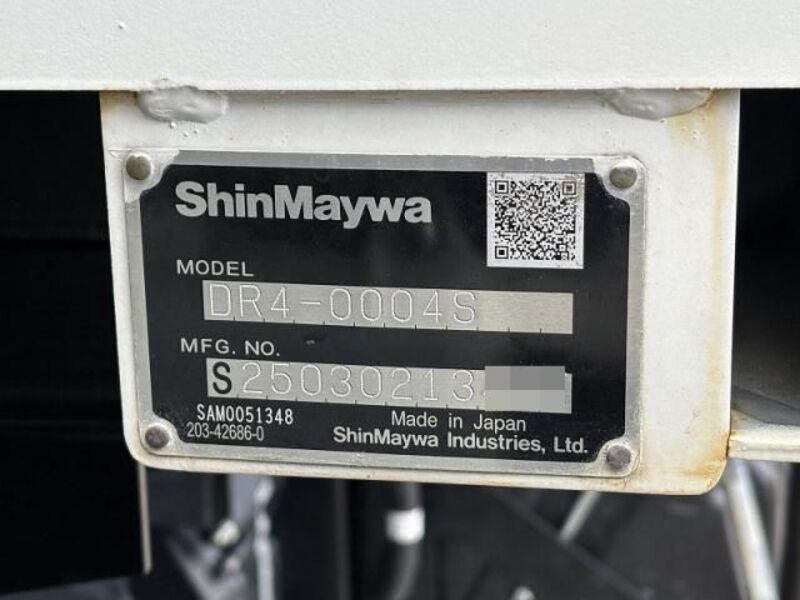 ShinMaywa
MODEL
DR4-0004S
MFG. NO.
S25030213
SAM0051348
203-42686-0
Made in Japan
ShinMaywa Industries, Ltd.